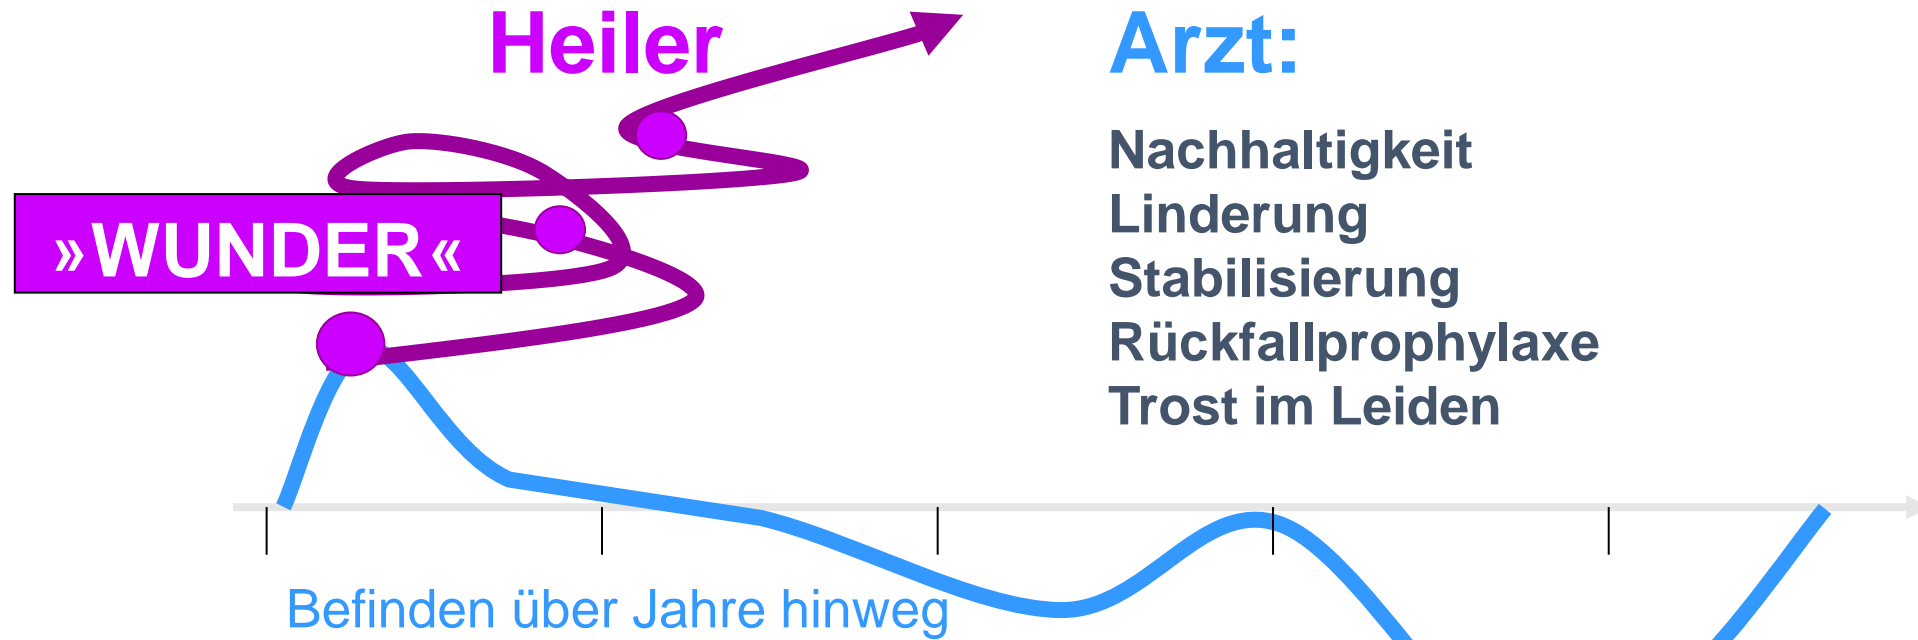 Heiler
Arzt:
»WUNDER«
Nachhaltigkeit
Linderung
Stabilisierung
Rückfallprophylaxe
Trost im Leiden
Befinden über Jahre hinweg